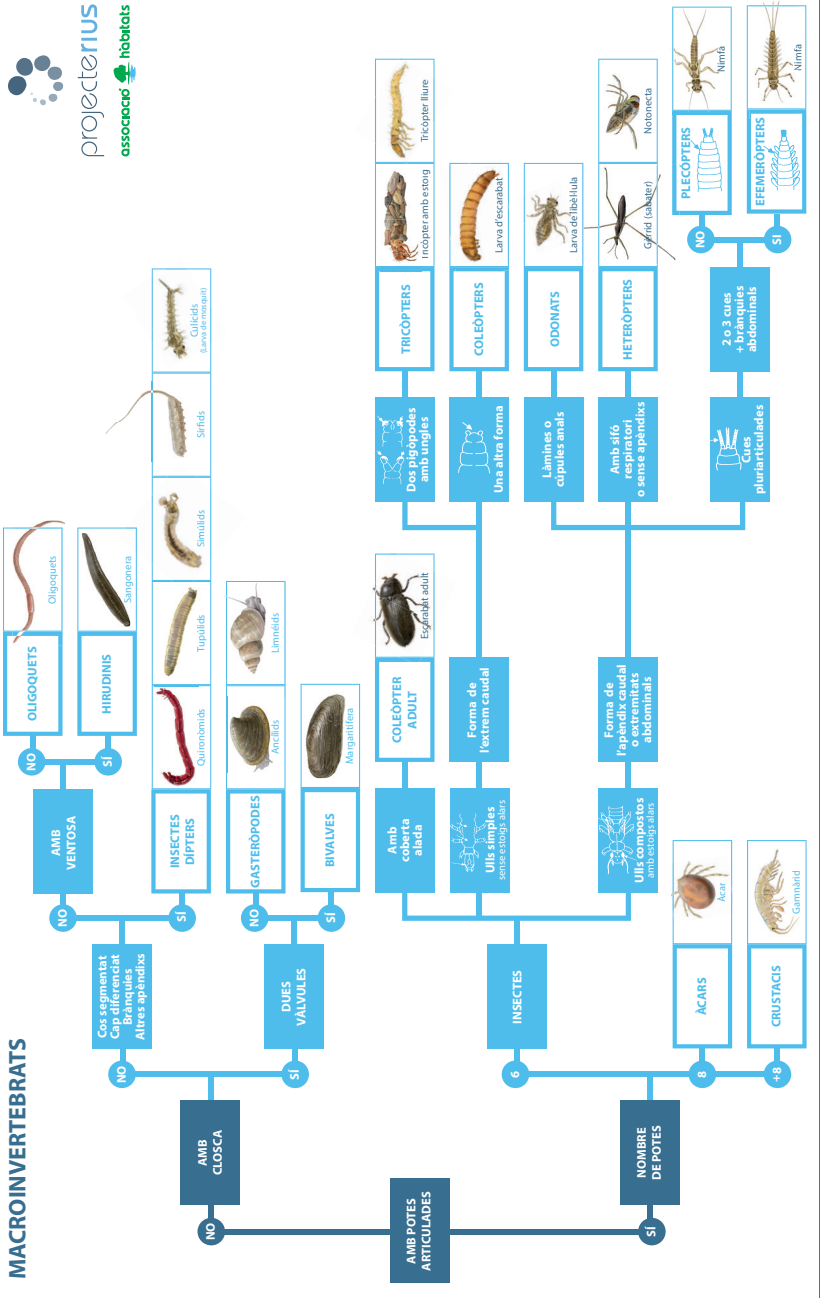 MACROINVERTEBRATS
projecterius
associació hàbitats
AMB POTES
ARTICULADES
NO
AMB
CLOSCA
NO
Cos segmentat
Cap diferenciat
Brànquies
Altres apèndixs
NO
AMB
VENTOSA
NO
OLIGOQUETS
Oligoquets
SÍ
HIRUDINIS
Sangonera
SÍ
INSECTES
DÍPTERS
Quironòmids
Tupúlids
Simúlids
Sírfids
Culícids
(Larva de mosquit)
SÍ
DUES
VÀLVULES
NO
GASTERÒPODES
Ancílids
Limnéids
SÍ
BIVALVES
Margaritífera
SÍ
NOMBRE
DE POTES
6
INSECTES
Amb
coberta
alada
COLEÒPTER
ADULT
Escarabat adult
Ulls simples
sense estoigs alars
Forma de
l'extrem caudal
Dos pigòpodes
amb ungles
TRICÒPTERS
Incòpter amb estoig
Tricòpter lliure
Una altra forma
COLEÒPTERS
Larva d'escarabat
Ulls compostos
amb estoigs alars
Forma de
l'apèndix caudal
o extremitats
abdominals
Làmines o
cúpules anals
ODONATS
Larva de libèl·lula
Amb sifó
respiratori
o sense apèndixs
HETERÒPTERS
Gèrrid (sabater)
Notonecta
Cues
pluriarticulades
2 o 3 cues
+ brànquies
abdominals
NO
PLECÓPTERS
Nimfa
SÍ
EFEMERÒPTERS
Nimfa
8
ÀCARS
Àcar
+8
CRUSTACIS
Gamnàrid